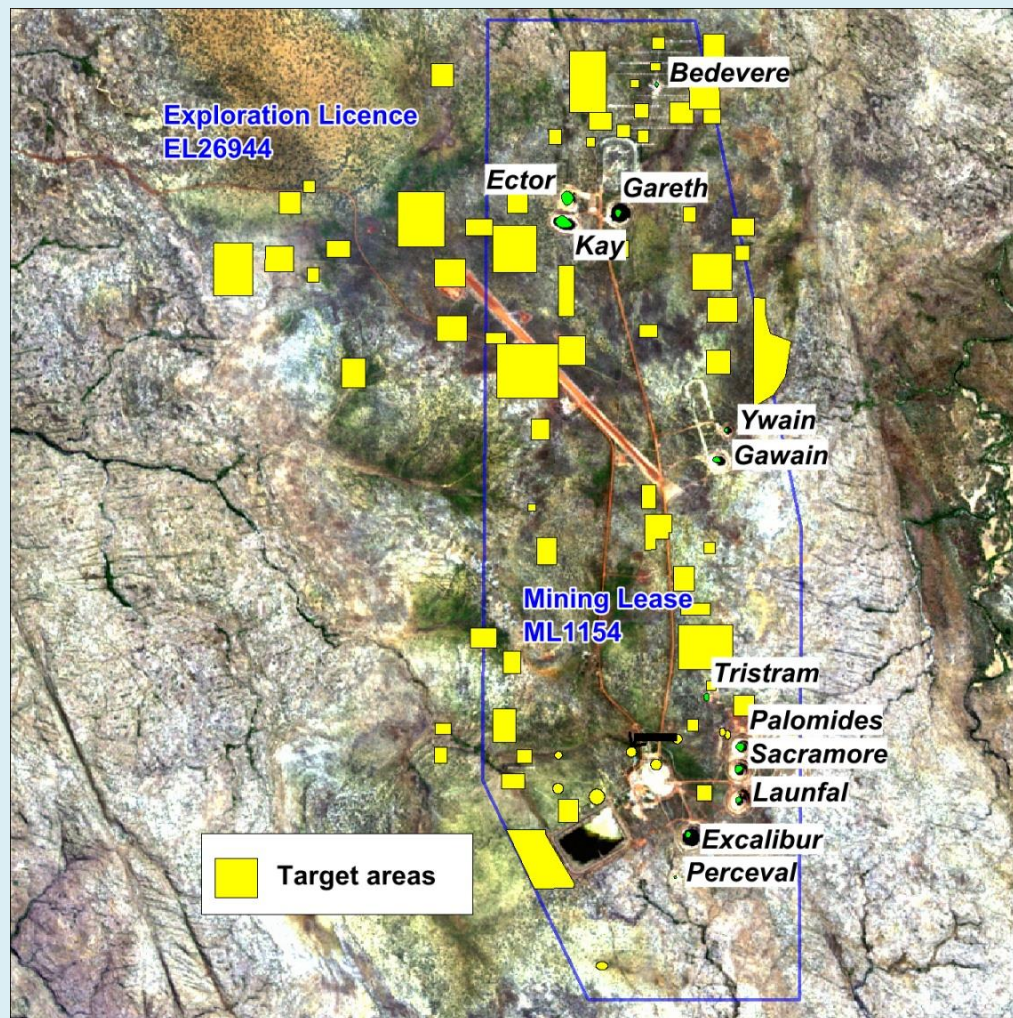 Bedevere
Exploration Licence
EL26944
Ector
Gareth
Kay
Ywain
Gawain
Mining Lease
ML1154
Tristram
Palomides
Sacramore
Launfal
Excalibur
Perceval
Target areas